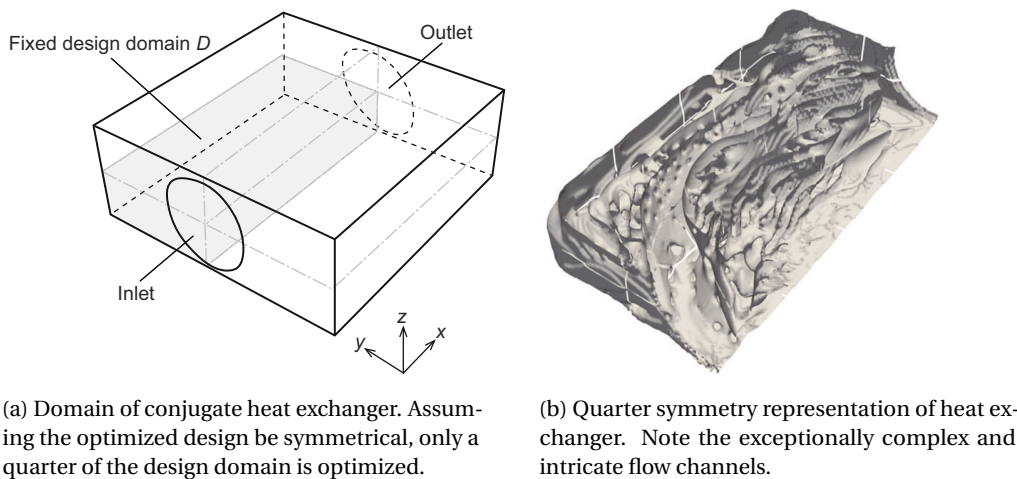 Fixed design domain D
Outlet
Inlet
z
y
x
(a) Domain of conjugate heat exchanger. Assum-
ing the optimized design be symmetrical, only a
quarter of the design domain is optimized.
(b) Quarter symmetry representation of heat ex-
changer. Note the exceptionally complex and
intricate flow channels.